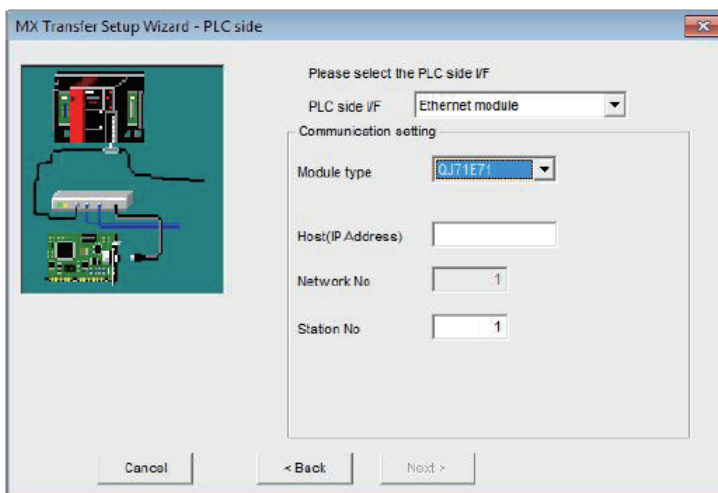 MX Transfer Setup Wizard - PLC side
Please select the PLC side I/F
PLC side I/F Ethernet module
Communication setting
Module type QJ71E71
Host(IP Address)
Network No 1
Station No 1
Cancel < Back Next >